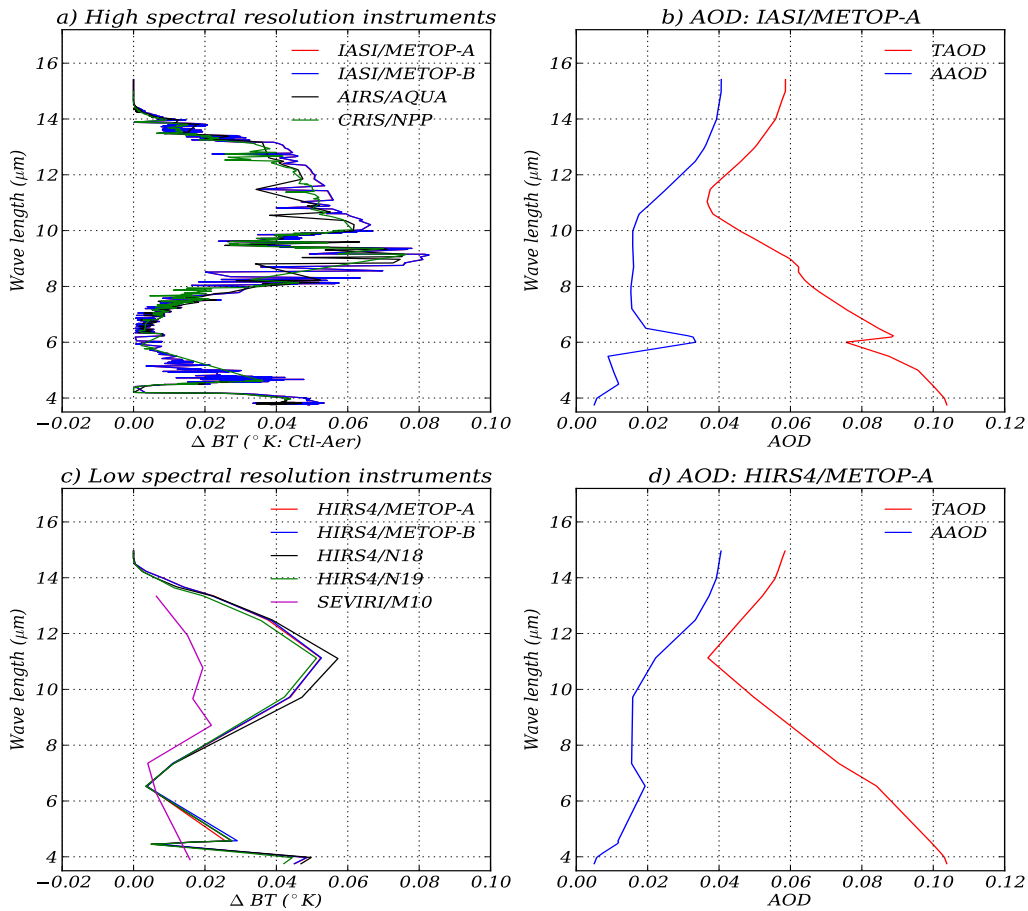 a) High spectral resolution instruments
16
14
12
10
8
6
4
Wave length (μm)
IASI/METOP-A
IASI/METOP-B
AIRS/AQUA
CRIS/NPP
−0.02 0.00 0.02 0.04 0.06 0.08 0.10
Δ BT (°K: Ctl-Aer)
b) AOD: IASI/METOP-A
16
14
12
10
8
6
4
Wave length (μm)
TAOD
AAOD
0.00 0.02 0.04 0.06 0.08 0.10 0.12
AOD
c) Low spectral resolution instruments
16
14
12
10
8
6
4
Wave length (μm)
HIRS4/METOP-A
HIRS4/METOP-B
HIRS4/N18
HIRS4/N19
SEVIRI/M10
−0.02 0.00 0.02 0.04 0.06 0.08 0.10
Δ BT (°K)
d) AOD: HIRS4/METOP-A
16
14
12
10
8
6
4
Wave length (μm)
TAOD
AAOD
0.00 0.02 0.04 0.06 0.08 0.10 0.12
AOD